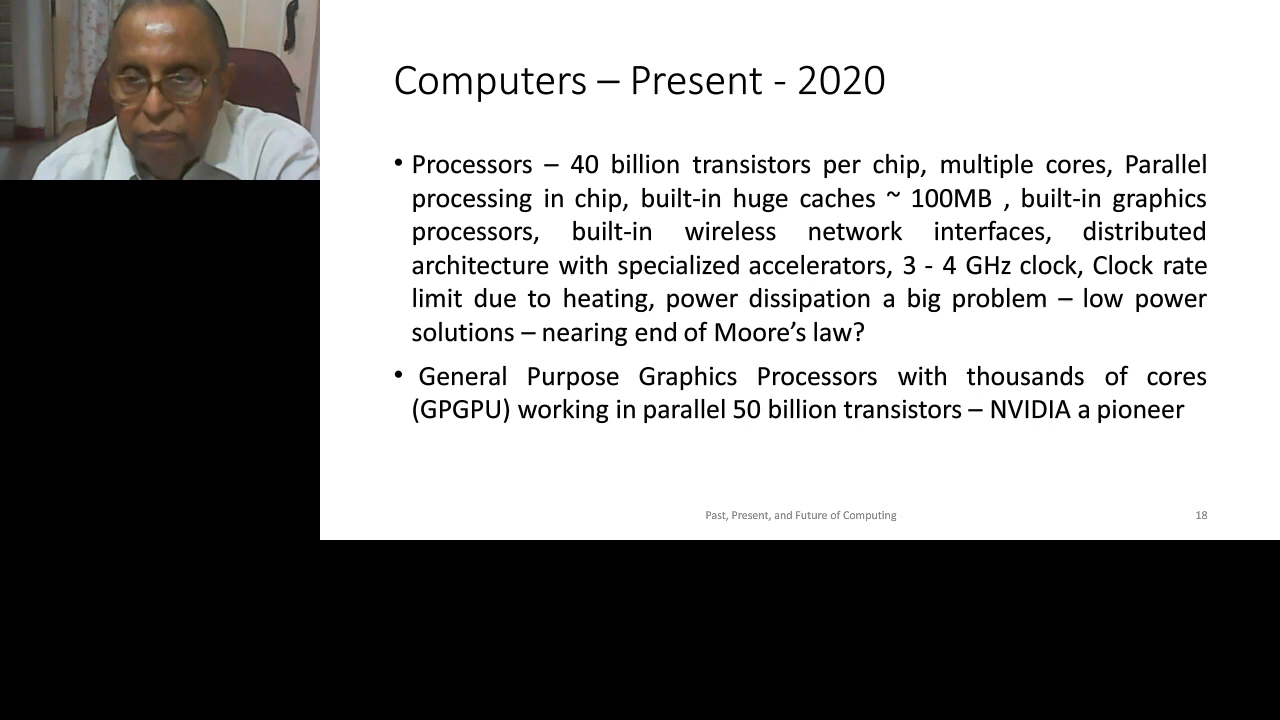 Computers – Present - 2020
• Processors – 40 billion transistors per chip, multiple cores, Parallel
processing in chip, built-in huge caches ~ 100MB , built-in graphics
processors, built-in wireless network interfaces, distributed
architecture with specialized accelerators, 3 - 4 GHz clock, Clock rate
limit due to heating, power dissipation a big problem – low power
solutions – nearing end of Moore’s law?
• General Purpose Graphics Processors with thousands of cores
(GPGPU) working in parallel 50 billion transistors – NVIDIA a pioneer
Past, Present, and Future of Computing
18